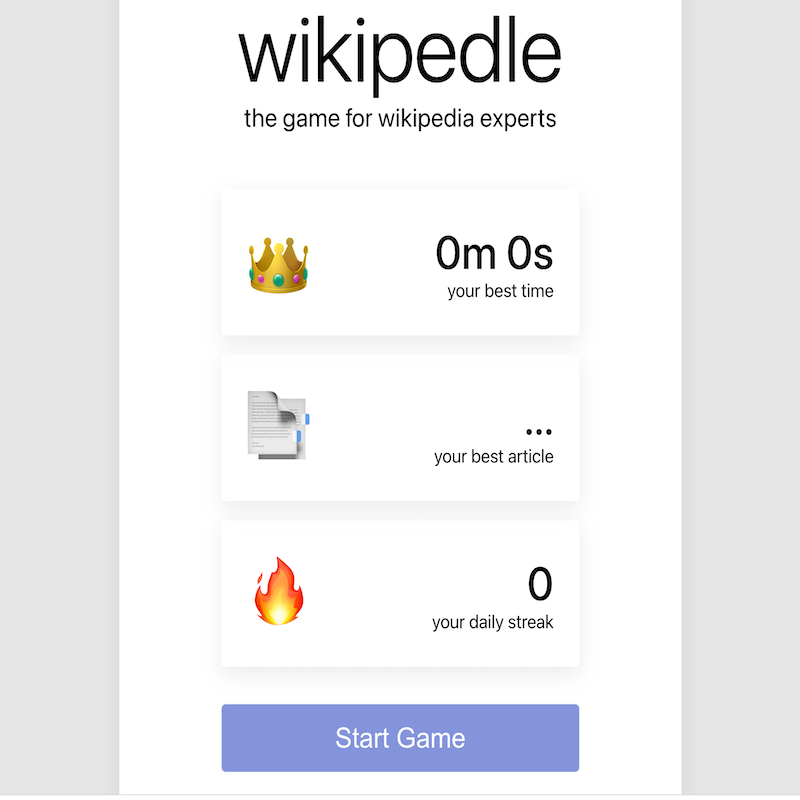 wikipedle
the game for wikipedia experts
0m 0s
your best time
...
your best article
0
your daily streak
Start Game